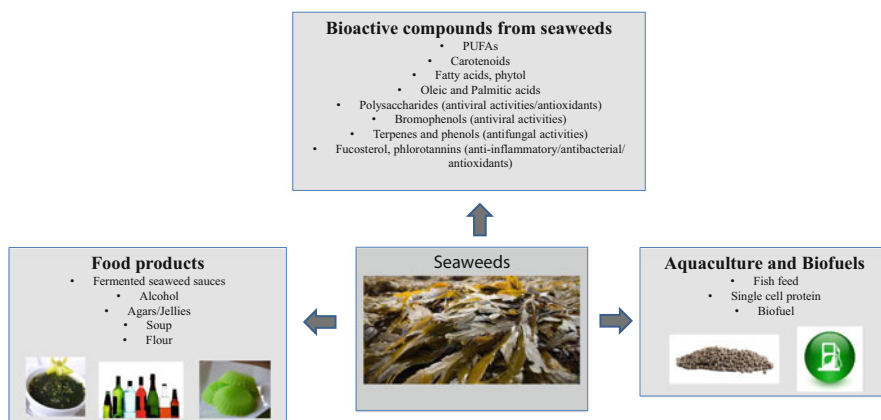 Bioactive compounds from seaweeds
• PUFAs
• Carotenoids
• Fatty acids, phytol
• Oleic and Palmitic acids
• Polysaccharides (antiviral activities/antioxidants)
• Bromophenols (antiviral activities)
• Terpenes and phenols (antifungal activities)
• Fucosterol, phlorotannins (anti-inflammatory/antibacterial/
antioxidants)
Food products
• Fermented seaweed sauces
• Alcohol
• Agars/Jellies
• Soup
• Flour
Seaweeds
Aquaculture and Biofuels
• Fish feed
• Single cell protein
• Biofuel